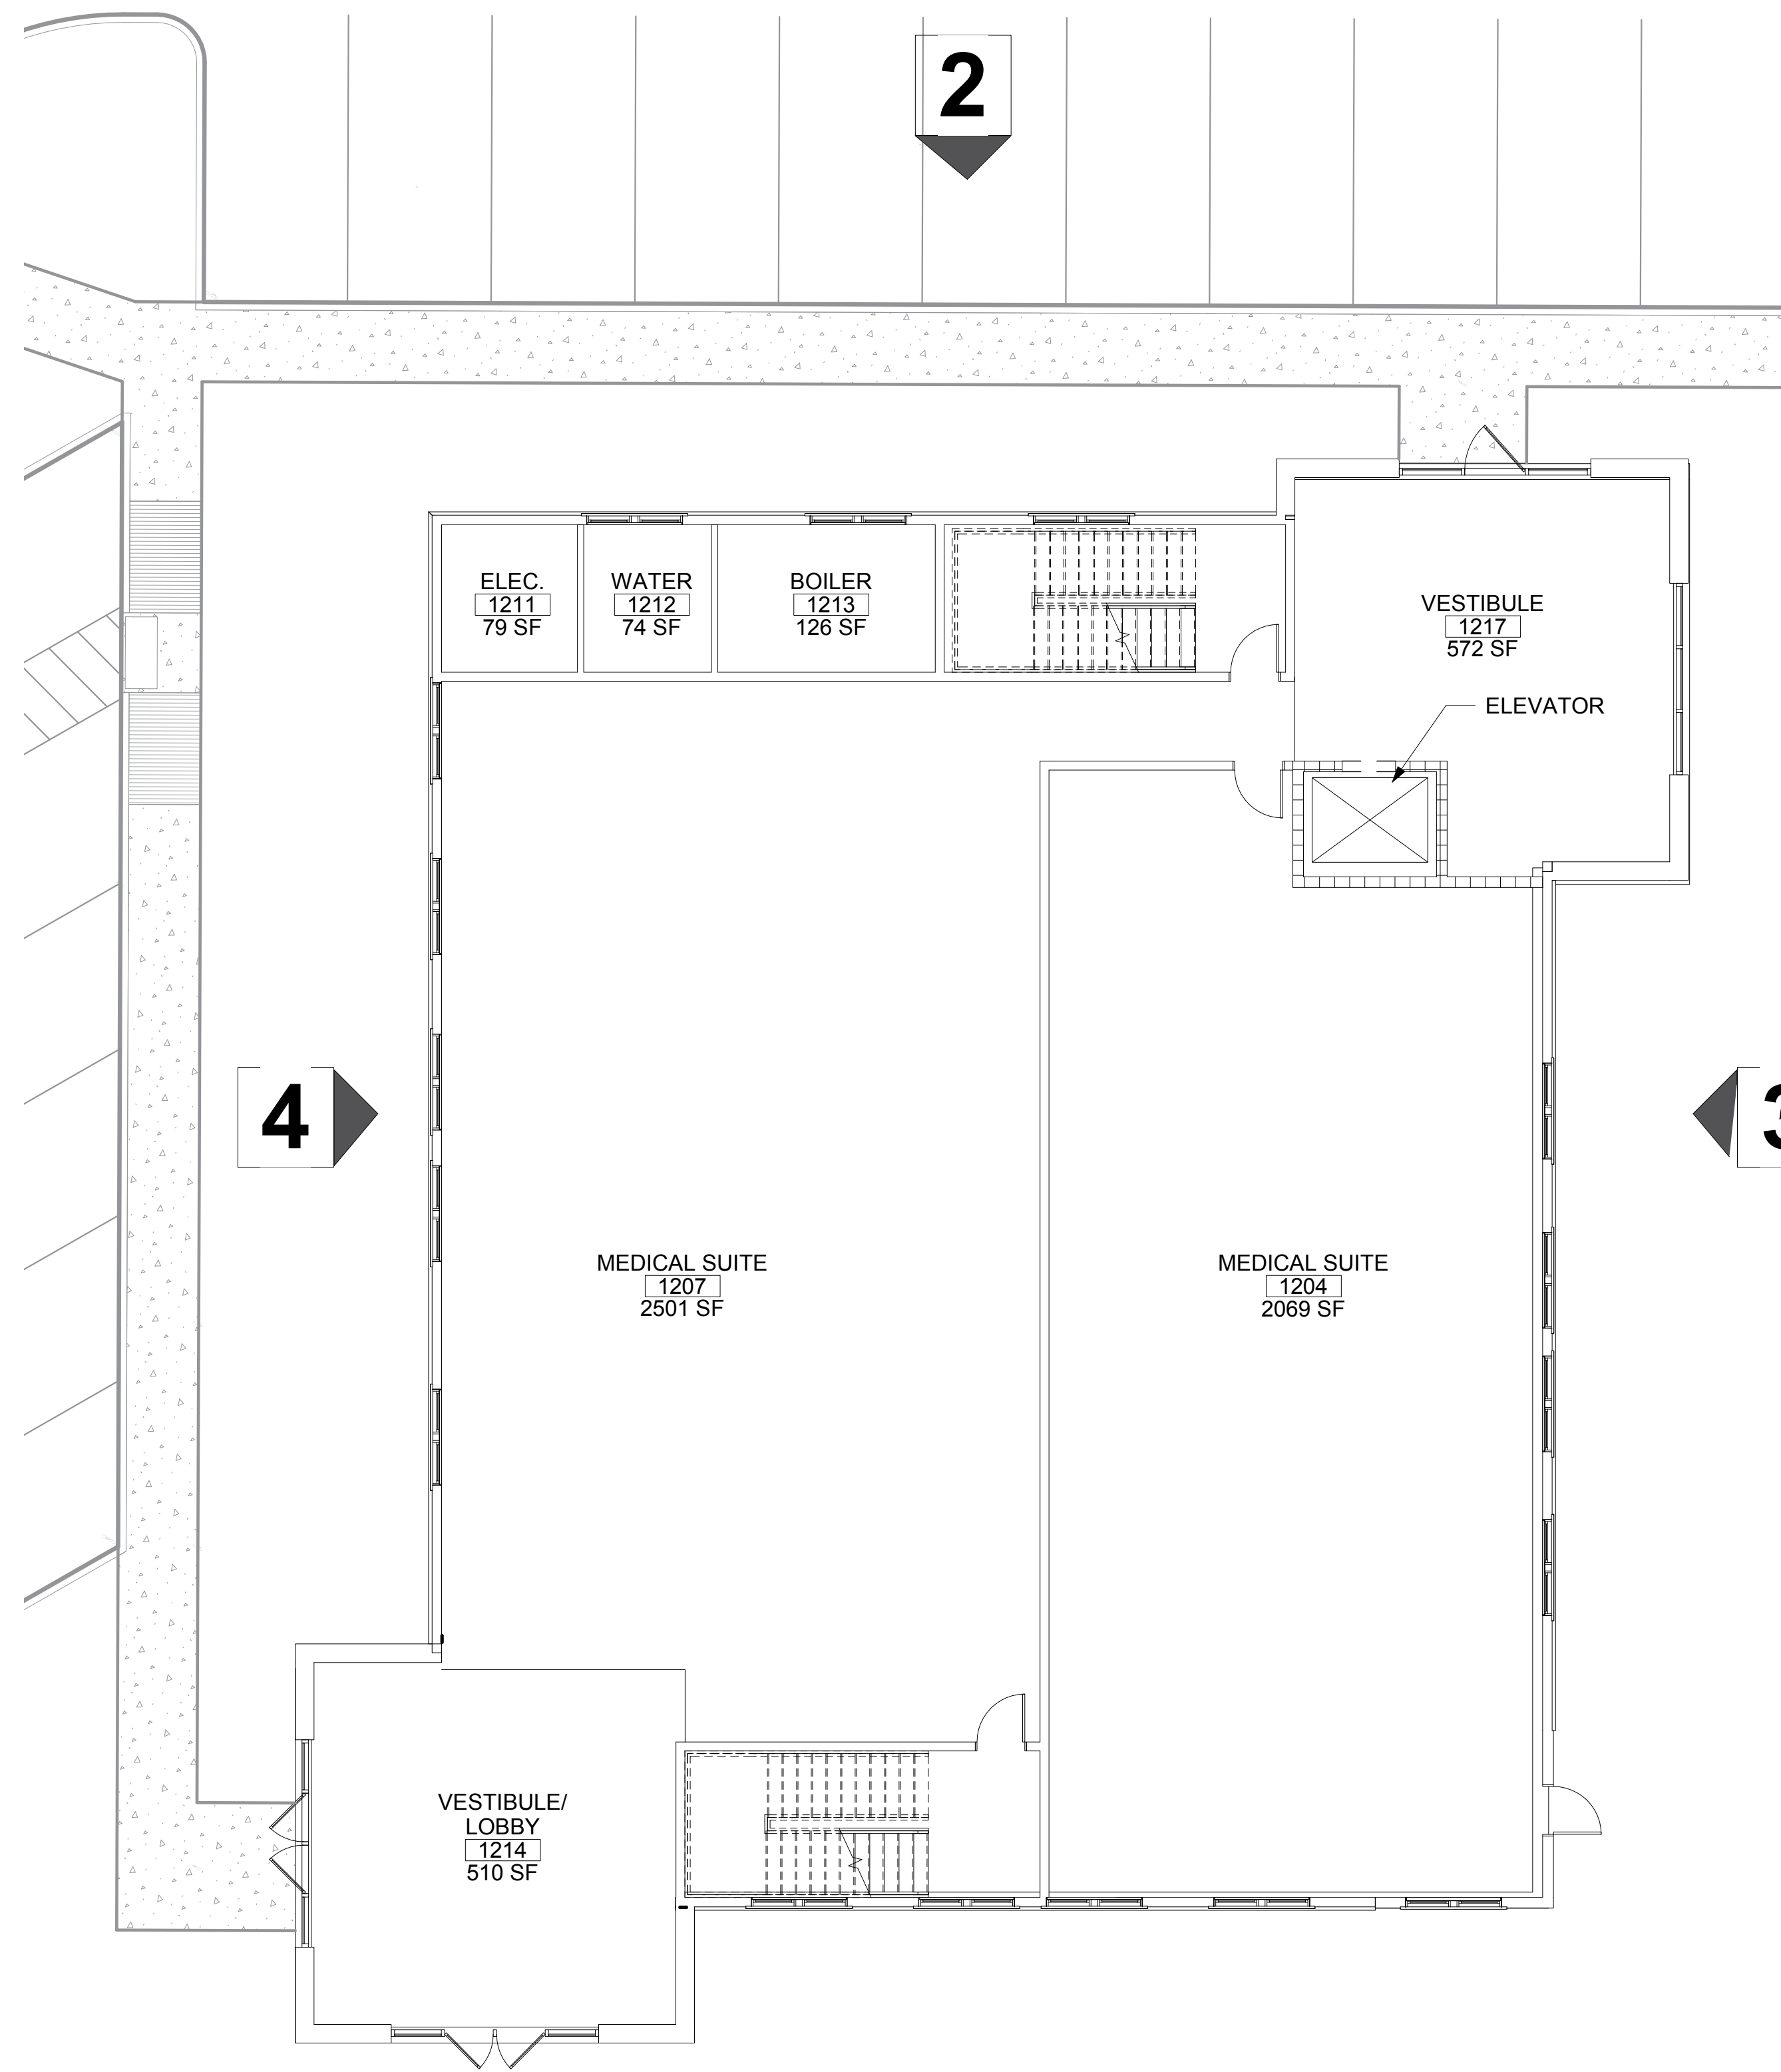 2
ELEC.
1211
79 SF
WATER
1212
74 SF
BOILER
1213
126 SF
VESTIBULE
1217
572 SF
ELEVATOR
4
3
MEDICAL SUITE
1207
2501 SF
MEDICAL SUITE
1204
2069 SF
VESTIBULE/
LOBBY
1214
510 SF